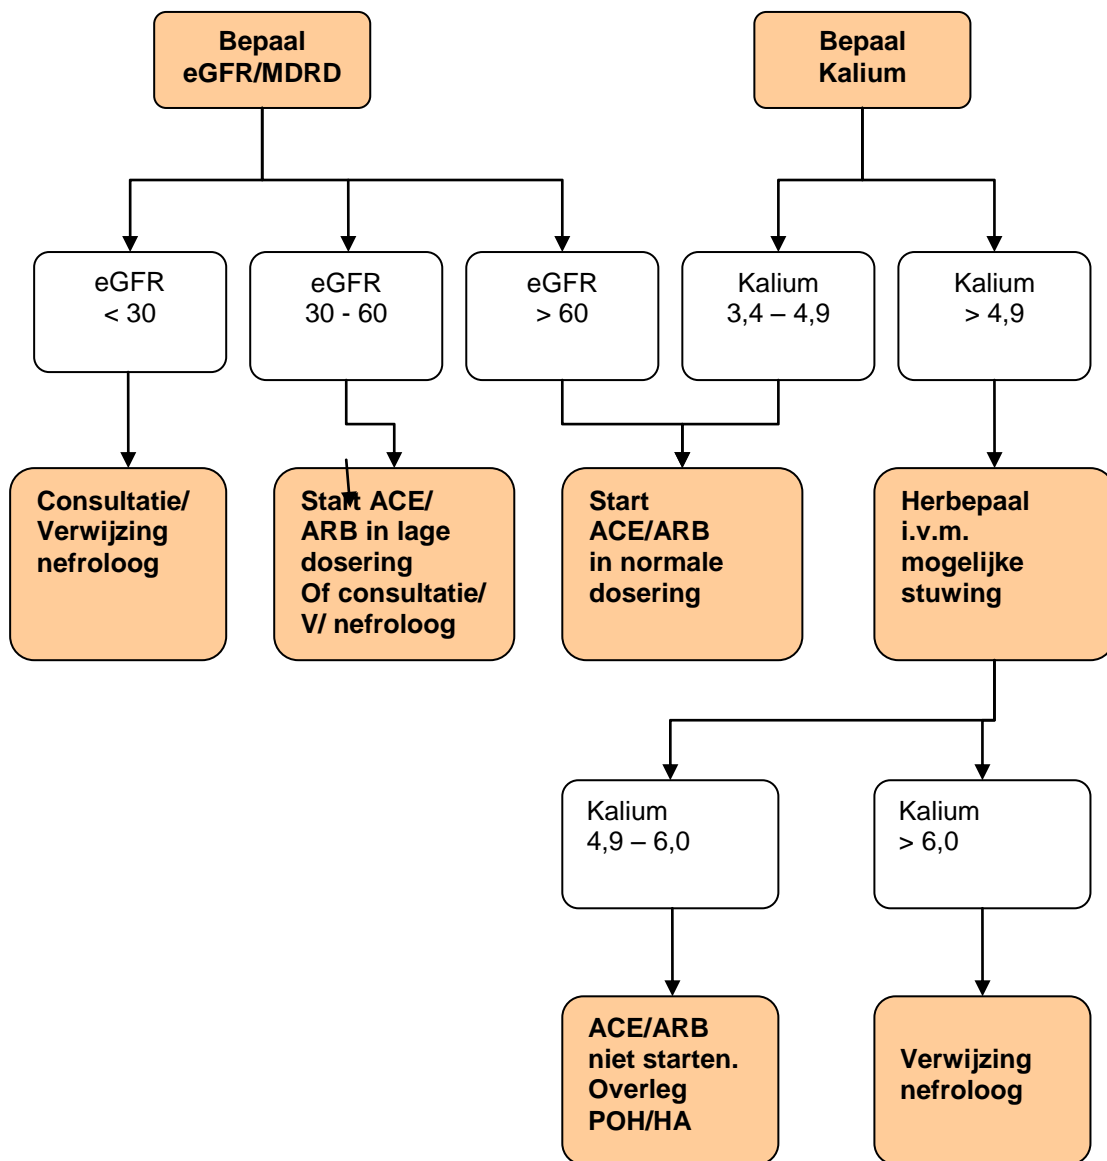 Bepaal
eGFR/MDRD
Bepaal
Kalium
eGFR
< 30
eGFR
30 - 60
eGFR
> 60
Kalium
3,4 – 4,9
Kalium
> 4,9
Consultatie/
Verwijzing
nefroloog
Start ACE/
ARB in lage
dosering
Of consultatie/
V/ nefroloog
Start
ACE/ARB
in normale
dosering
Herbepaal
i.v.m.
mogelijke
stuwing
Kalium
4,9 – 6,0
Kalium
> 6,0
ACE/ARB
niet starten.
Overleg
POH/HA
Verwijzing
nefroloog